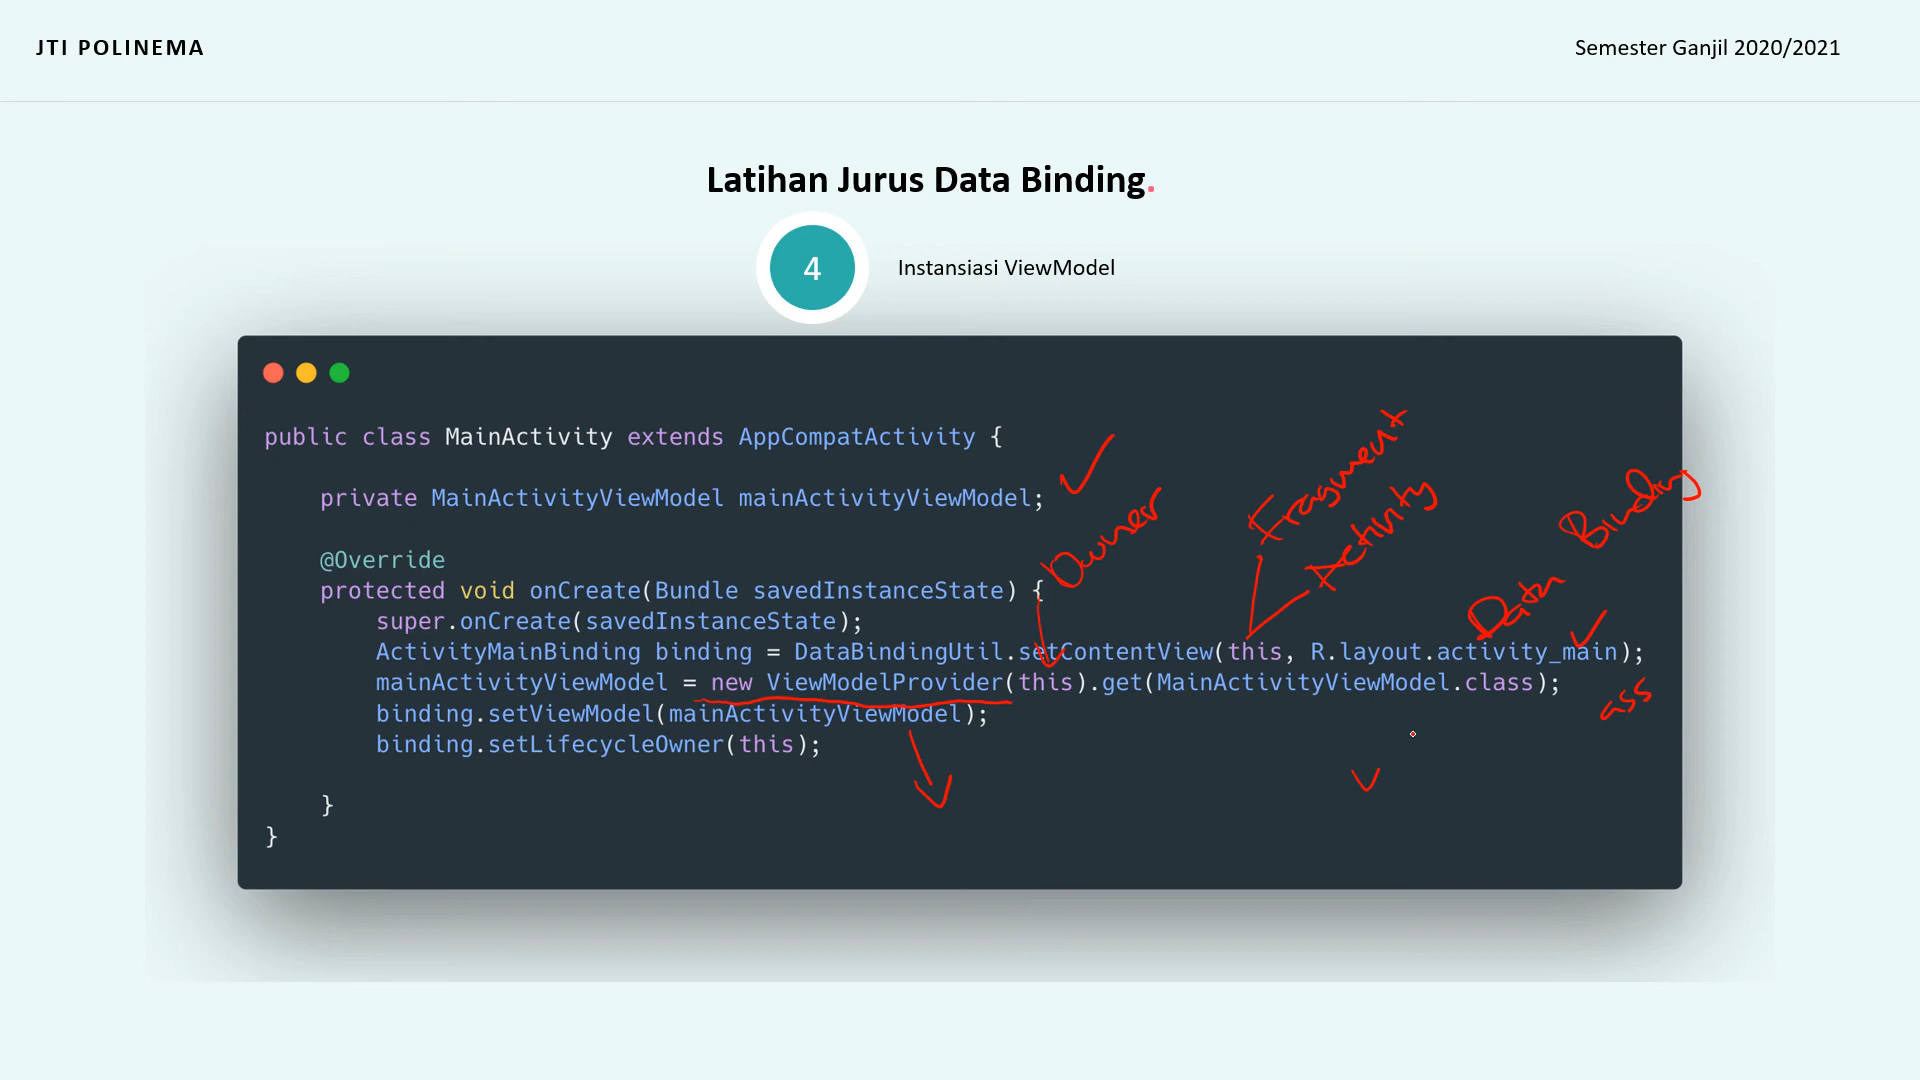 JTI POLINEMA
Semester Ganjil 2020/2021
Latihan Jurus Data Binding.
4
Instansiasi ViewModel
public class MainActivity extends AppCompatActivity {
private MainActivityViewModel mainActivityViewModel;
@Override
protected void onCreate(Bundle savedInstanceState) {
super.onCreate(savedInstanceState);
ActivityMainBinding binding = DataBindingUtil.setContentView(this, R.layout.activity_main);
mainActivityViewModel = new ViewModelProvider(this).get(MainActivityViewModel.class);
binding.setViewModel(mainActivityViewModel);
binding.setLifecycleOwner(this);
}
}
Owner
Fragment
Activity
Data Binding
ass